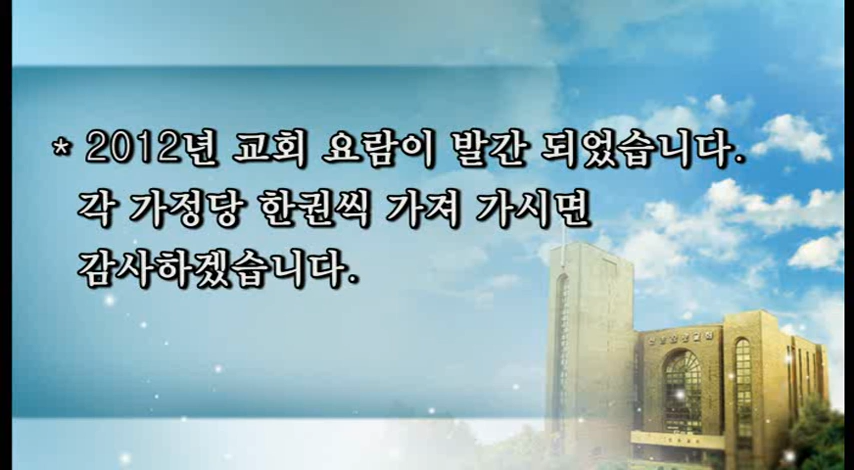 * 2012년 교회 요람이 발간 되었습니다.
각 가정당 한권씩 가져 가시면
감사하겠습니다.